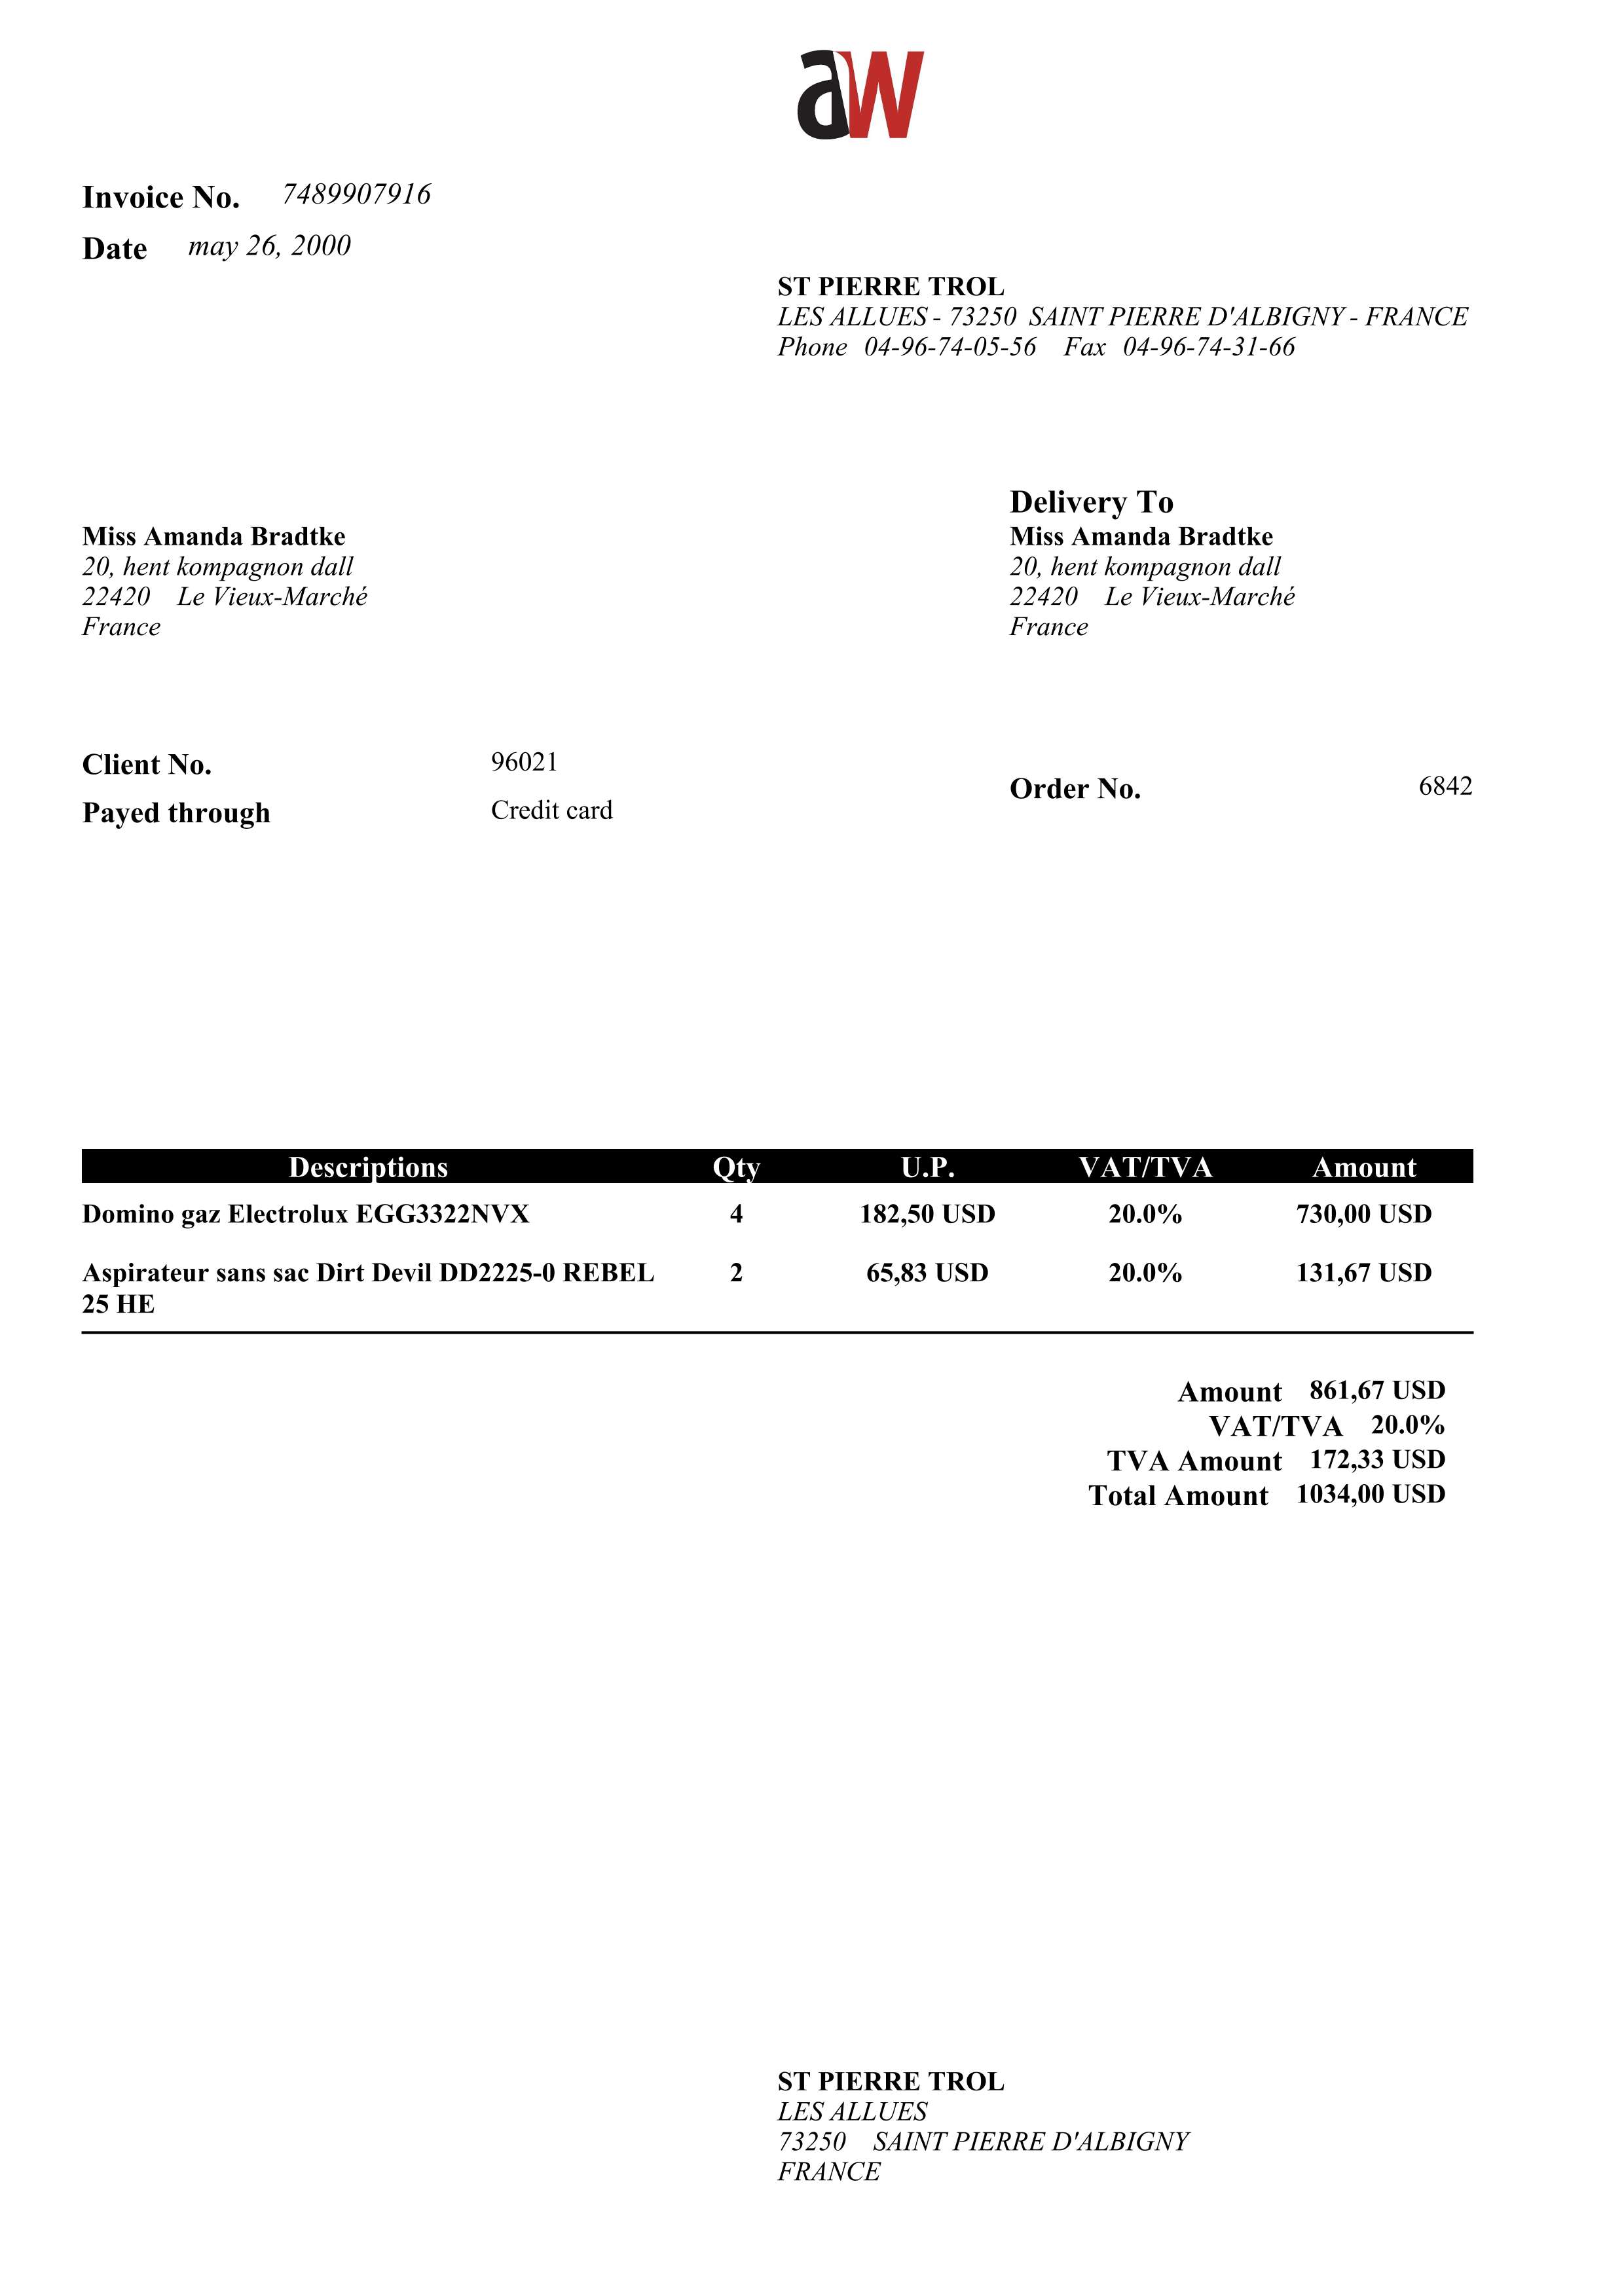 aw
Invoice No. 7489907916
Date may 26, 2000
ST PIERRE TROL
LES ALLUES - 73250 SAINT PIERRE D'ALBIGNY - FRANCE
Phone 04-96-74-05-56 Fax 04-96-74-31-66
Miss Amanda Bradtke
20, hent kompagnon dall
22420 Le Vieux-Marché
France
Delivery To
Miss Amanda Bradtke
20, hent kompagnon dall
22420 Le Vieux-Marché
France
Client No. 96021
Payed through Credit card
Order No. 6842
Descriptions Qty U.P. VAT/TVA Amount
Domino gaz Electrolux EGG3322NVX 4 182,50 USD 20.0% 730,00 USD
Aspirateur sans sac Dirt Devil DD2225-0 REBEL 2 65,83 USD 20.0% 131,67 USD
25 HE
Amount 861,67 USD
VAT/TVA 20.0%
TVA Amount 172,33 USD
Total Amount 1034,00 USD
ST PIERRE TROL
LES ALLUES
73250 SAINT PIERRE D'ALBIGNY
FRANCE